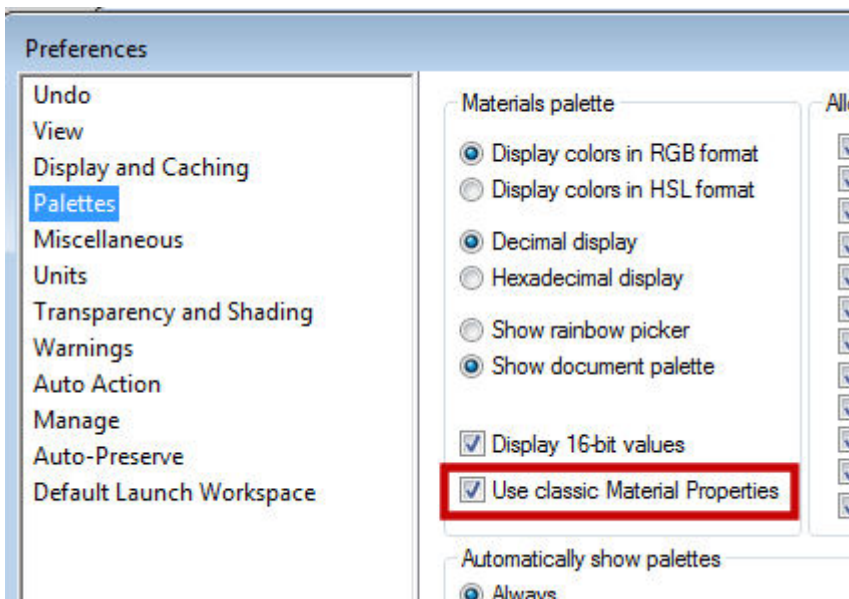 Preferences
Undo
View
Display and Caching
Palettes
Miscellaneous
Units
Transparency and Shading
Warnings
Auto Action
Manage
Auto-Preserve
Default Launch Workspace
Materials palette
Display colors in RGB format
Display colors in HSL format
Decimal display
Hexadecimal display
Show rainbow picker
Show document palette
Display 16-bit values
Use classic Material Properties
Automatically show palettes
Always